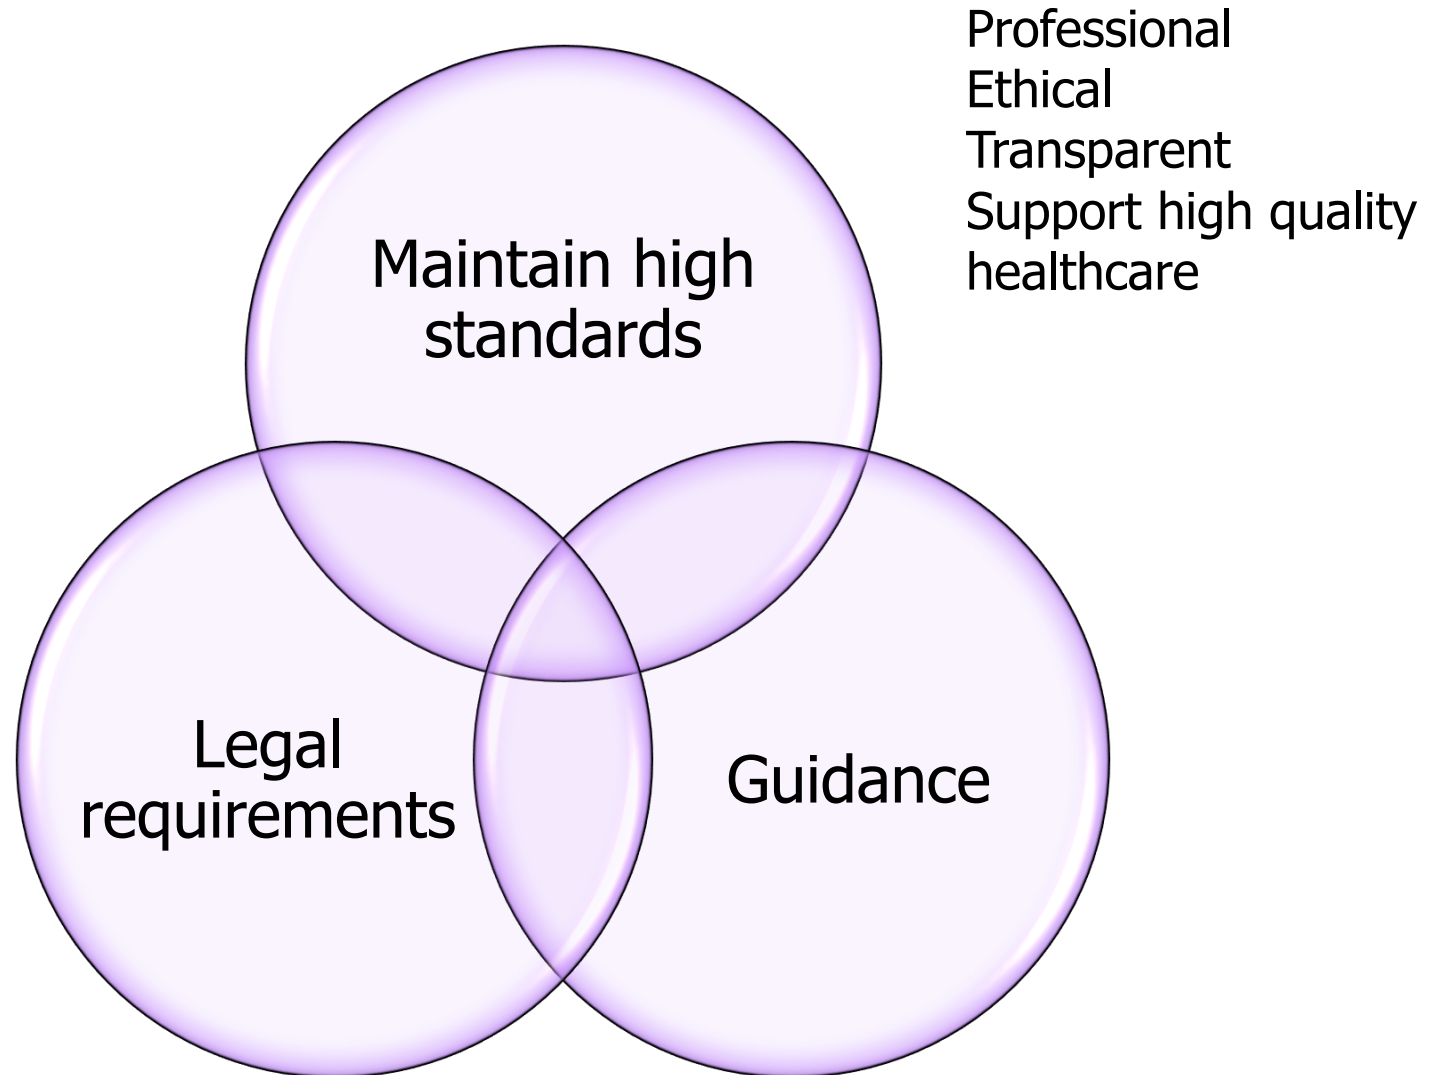 Professional
Ethical
Transparent
Support high quality
healthcare
Maintain high
standards
Legal
requirements
Guidance